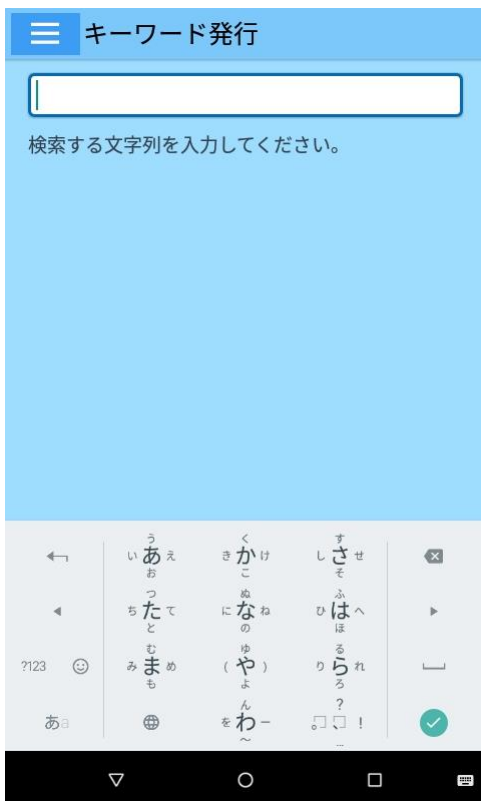 キーワード発行
検索する文字列を入力してください。
う く す
い あ え き か け し さ せ
お こ そ
つ ぬ ふ
ち た て に な ね ひ は へ
と の ほ
む ゆ る
?123 み ま め ( や ) り ら れ
も よ ろ
ん ?
あa を わ ー 。 、 !
～ ...